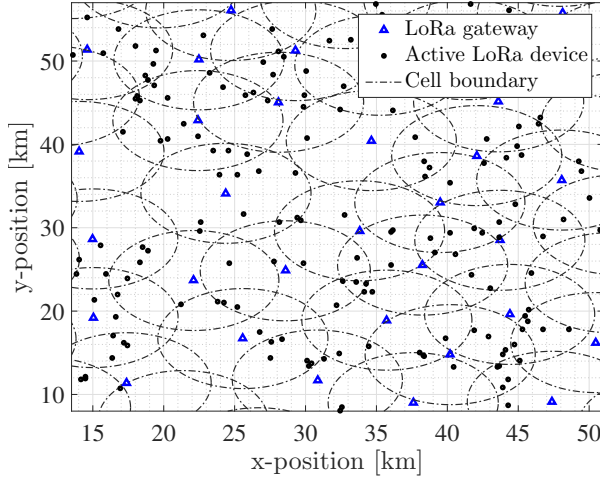 LoRa gateway
Active LoRa device
Cell boundary
50
40
30
20
10
15 20 25 30 35 40 45 50
y-position [km]
x-position [km]